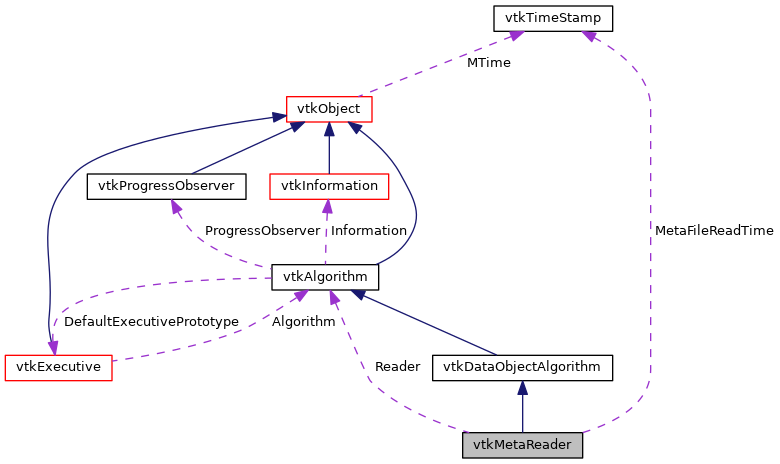 vtkTimeStamp
MTime
vtkObject
vtkProgressObserver
vtkInformation
ProgressObserver
Information
MetaFileReadTime
vtkAlgorithm
DefaultExecutivePrototype
Algorithm
vtkExecutive
Reader
vtkDataObjectAlgorithm
vtkMetaReader